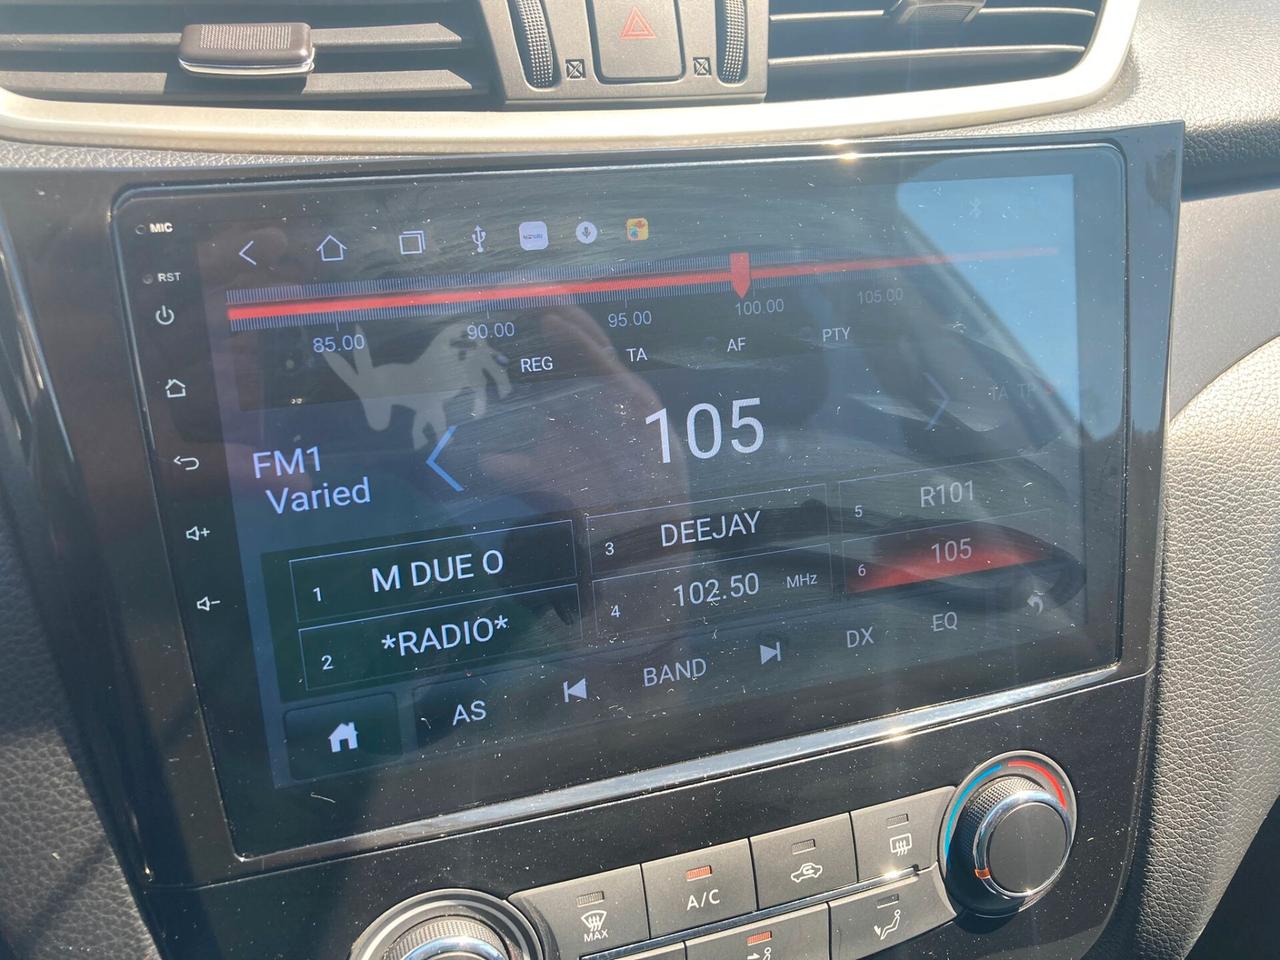 MIC
RST
85.00 90.00 95.00 100.00 105.00
REG TA AF PTY
105
FM1
Varied
1 M DUE O
3 DEEJAY
5 R101
2 *RADIO*
4 102.50 MHz
6 105
AS BAND DX EQ
MAX
A/C